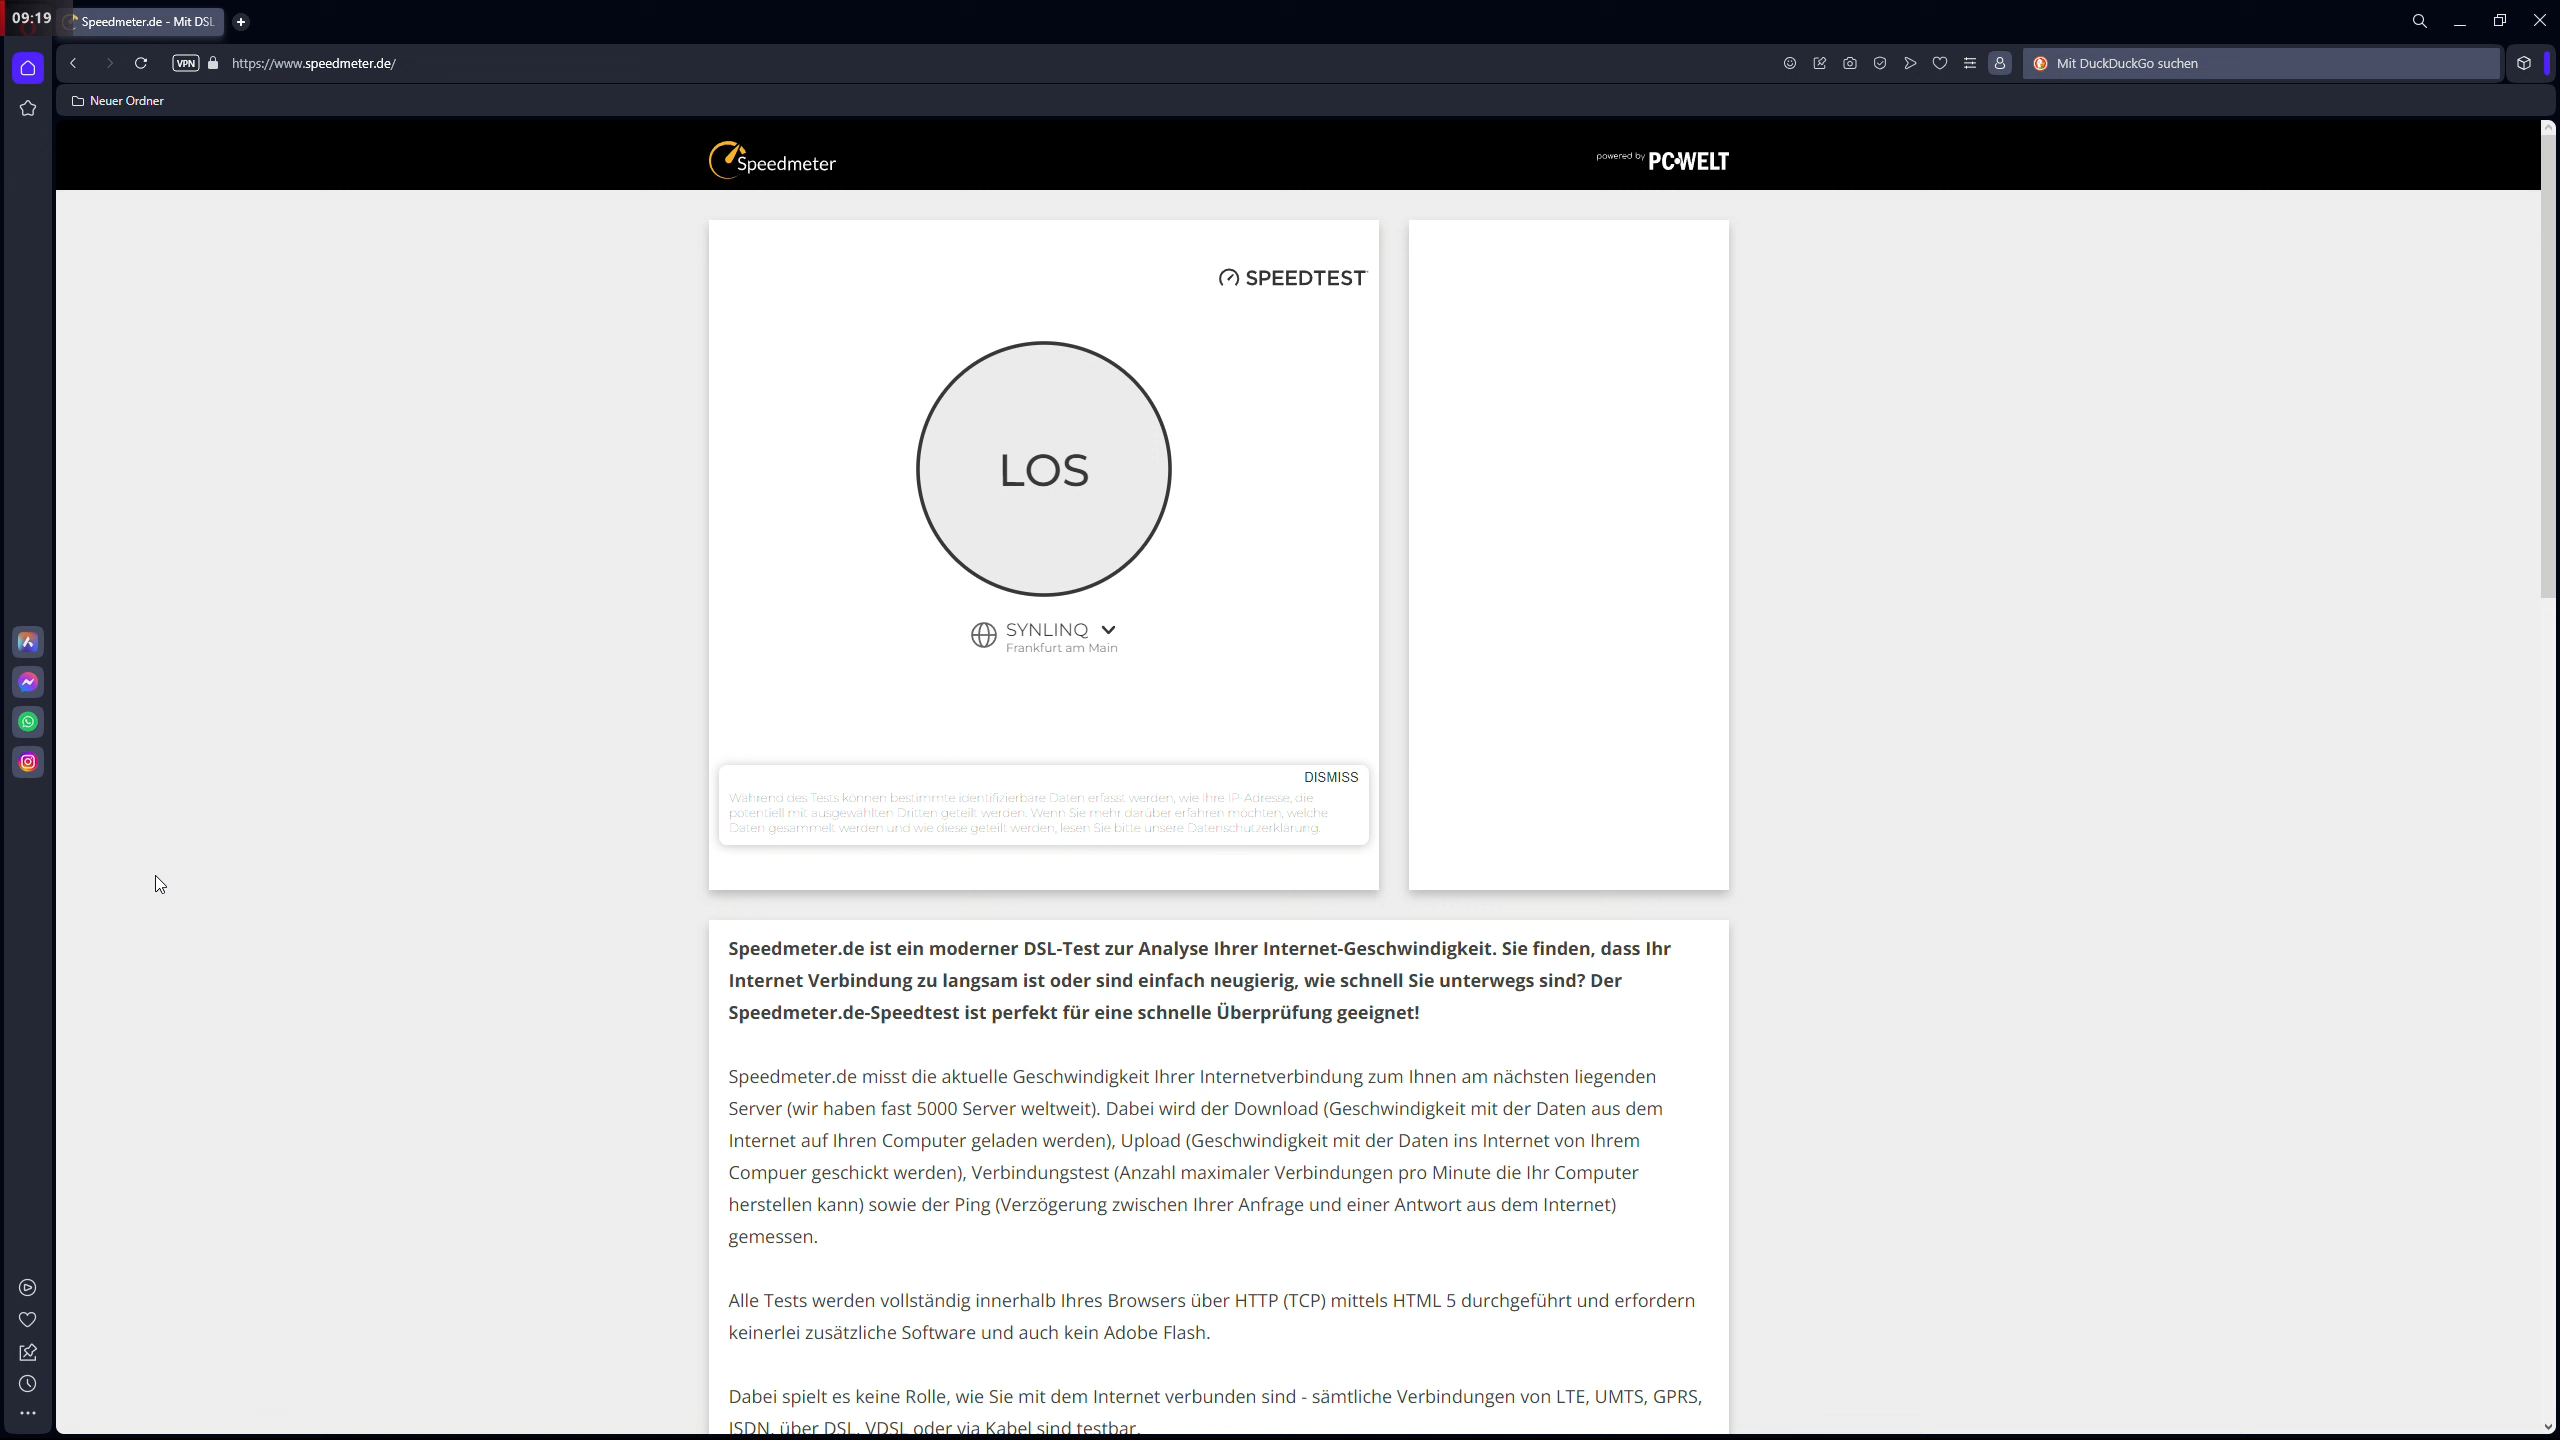 09:19
Speedmeter.de - Mit DSL
VPN
https://www.speedmeter.de/
Mit DuckDuckGo suchen
Neuer Ordner
Speedmeter
powered by PC WELT
SPEEDTEST
LOS
SYNLINQ
Frankfurt am Main
DISMISS
Während des Tests können bestimmte identifizierbare Daten erfasst werden, wie Ihre IP-Adresse, die
potentiell mit ausgewählten Dritten geteilt werden. Wenn Sie mehr darüber erfahren möchten, welche
Daten gesammelt werden und wie diese geteilt werden, lesen Sie bitte unsere Datenschutzerklärung.
Speedmeter.de ist ein moderner DSL-Test zur Analyse Ihrer Internet-Geschwindigkeit. Sie finden, dass Ihr
Internet Verbindung zu langsam ist oder sind einfach neugierig, wie schnell Sie unterwegs sind? Der
Speedmeter.de-Speedtest ist perfekt für eine schnelle Überprüfung geeignet!
Speedmeter.de misst die aktuelle Geschwindigkeit Ihrer Internetverbindung zum Ihnen am nächsten liegenden
Server (wir haben fast 5000 Server weltweit). Dabei wird der Download (Geschwindigkeit mit der Daten aus dem
Internet auf Ihren Computer geladen werden), Upload (Geschwindigkeit mit der Daten ins Internet von Ihrem
Compuer geschickt werden), Verbindungstest (Anzahl maximaler Verbindungen pro Minute die Ihr Computer
herstellen kann) sowie der Ping (Verzögerung zwischen Ihrer Anfrage und einer Antwort aus dem Internet)
gemessen.
Alle Tests werden vollständig innerhalb Ihres Browsers über HTTP (TCP) mittels HTML 5 durchgeführt und erfordern
keinerlei zusätzliche Software und auch kein Adobe Flash.
Dabei spielt es keine Rolle, wie Sie mit dem Internet verbunden sind - sämtliche Verbindungen von LTE, UMTS, GPRS,
ISDN, über DSL, VDSL oder via Kabel sind testbar.